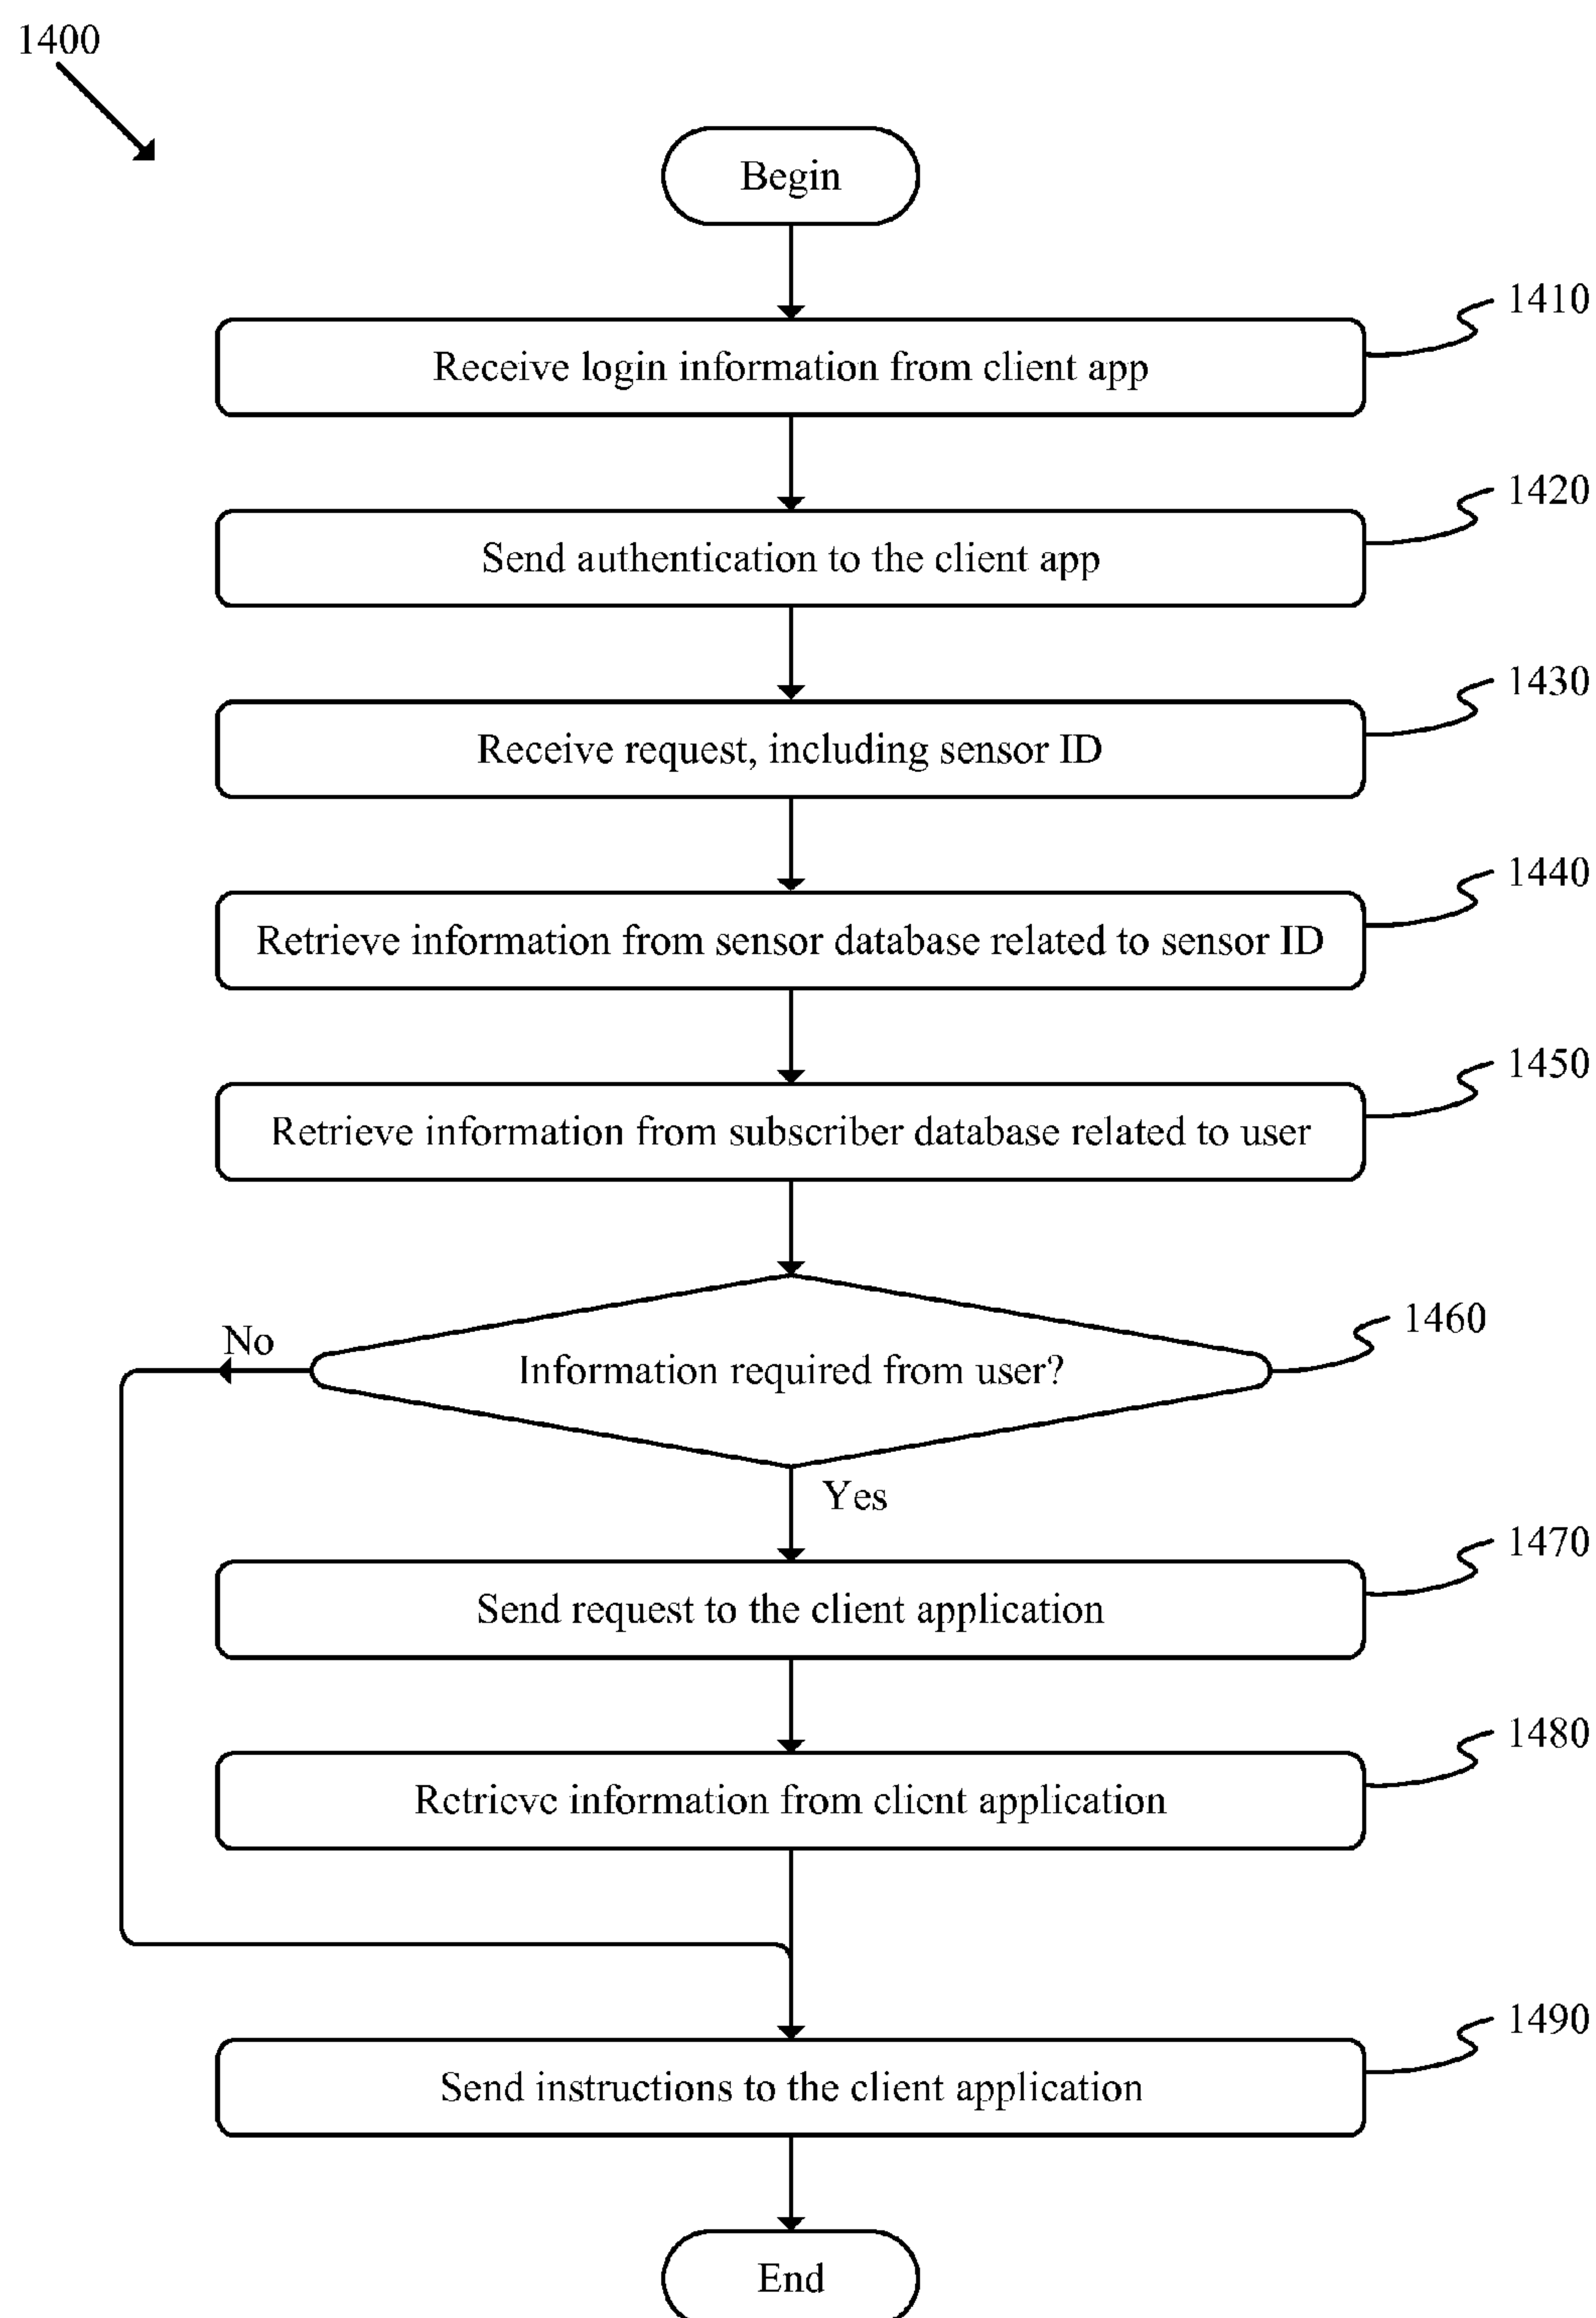 1400
Begin
1410
Receive login information from client app
1420
Send authentication to the client app
1430
Receive request, including sensor ID
1440
Retrieve information from sensor database related to sensor ID
1450
Retrieve information from subscriber database related to user
1460
No
Information required from user?
Yes
1470
Send request to the client application
1480
Retrieve information from client application
1490
Send instructions to the client application
End